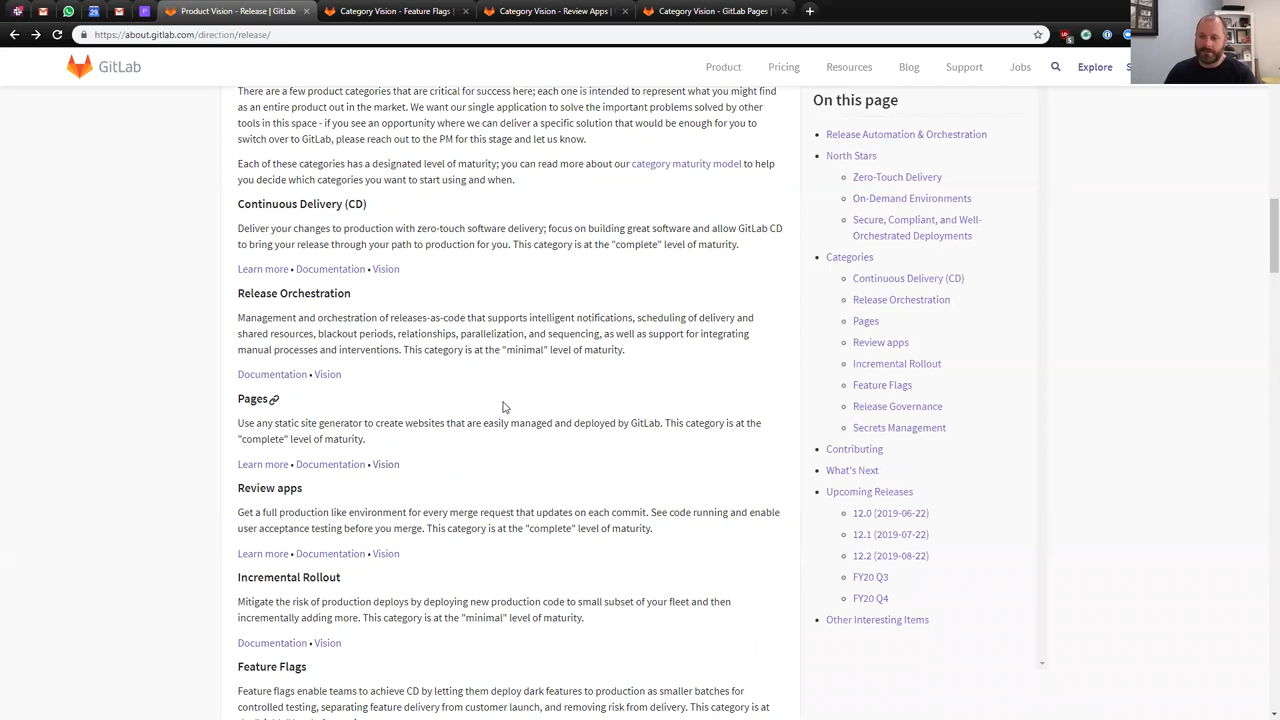 Product Vision - Release | GitLab
Category Vision - Feature Flags |
Category Vision - Review Apps |
Category Vision - GitLab Pages |
https://about.gitlab.com/direction/release/
GitLab
Product
Pricing
Resources
Blog
Support
Jobs
Explore
There are a few product categories that are critical for success here; each one is intended to represent what you might find
as an entire product out in the market. We want our single application to solve the important problems solved by other
tools in this space - if you see an opportunity where we can deliver a specific solution that would be enough for you to
switch over to GitLab, please reach out to the PM for this stage and let us know.
Each of these categories has a designated level of maturity; you can read more about our category maturity model to help
you decide which categories you want to start using and when.
Continuous Delivery (CD)
Deliver your changes to production with zero-touch software delivery; focus on building great software and allow GitLab CD
to bring your release through your path to production for you. This category is at the "complete" level of maturity.
Learn more • Documentation • Vision
Release Orchestration
Management and orchestration of releases-as-code that supports intelligent notifications, scheduling of delivery and
shared resources, blackout periods, relationships, parallelization, and sequencing, as well as support for integrating
manual processes and interventions. This category is at the "minimal" level of maturity.
Documentation • Vision
Pages
Use any static site generator to create websites that are easily managed and deployed by GitLab. This category is at the
"complete" level of maturity.
Learn more • Documentation • Vision
Review apps
Get a full production like environment for every merge request that updates on each commit. See code running and enable
user acceptance testing before you merge. This category is at the "complete" level of maturity.
Learn more • Documentation • Vision
Incremental Rollout
Mitigate the risk of production deploys by deploying new production code to small subset of your fleet and then
incrementally adding more. This category is at the "minimal" level of maturity.
Documentation • Vision
Feature Flags
Feature flags enable teams to achieve CD by letting them deploy dark features to production as smaller batches for
controlled testing, separating feature delivery from customer launch, and removing risk from delivery. This category is at
On this page
Release Automation & Orchestration
North Stars
Zero-Touch Delivery
On-Demand Environments
Secure, Compliant, and Well-
Orchestrated Deployments
Categories
Continuous Delivery (CD)
Release Orchestration
Pages
Review apps
Incremental Rollout
Feature Flags
Release Governance
Secrets Management
Contributing
What's Next
Upcoming Releases
12.0 (2019-06-22)
12.1 (2019-07-22)
12.2 (2019-08-22)
FY20 Q3
FY20 Q4
Other Interesting Items